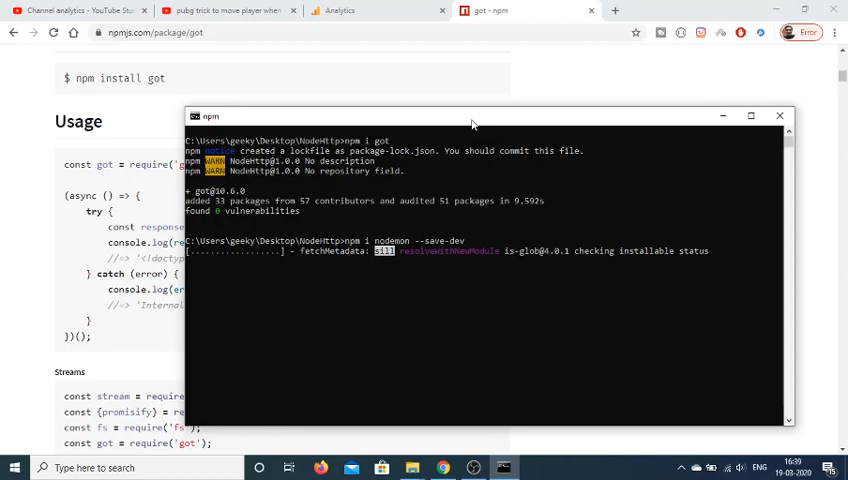 Channel analytics - YouTube Stud
pubg trick to move player when
Analytics
got - npm
npmjs.com/package/got
Error
$ npm install got
Usage
const got = require('g
(async () => {
try {
const response
console.log(re
//=> '<!doctyp
} catch (error) {
console.log(er
//=> 'Internal
}
})();
Streams
const stream = require
const {promisify} = re
const fs = require('fs');
const got = require('got');
npm
C:\Users\geeky\Desktop\NodeHttp>npm i got
npm notice created a lockfile as package-lock.json. You should commit this file.
npm WARN NodeHttp@1.0.0 No description
npm WARN NodeHttp@1.0.0 No repository field.
+ got@10.6.0
added 33 packages from 57 contributors and audited 51 packages in 9.592s
found 0 vulnerabilities
C:\Users\geeky\Desktop\NodeHttp>npm i nodemon --save-dev
[..................] - fetchMetadata: sill resolveWithNewModule is-glob@4.0.1 checking installable status
Type here to search
ENG
16:39
19-03-2020
15